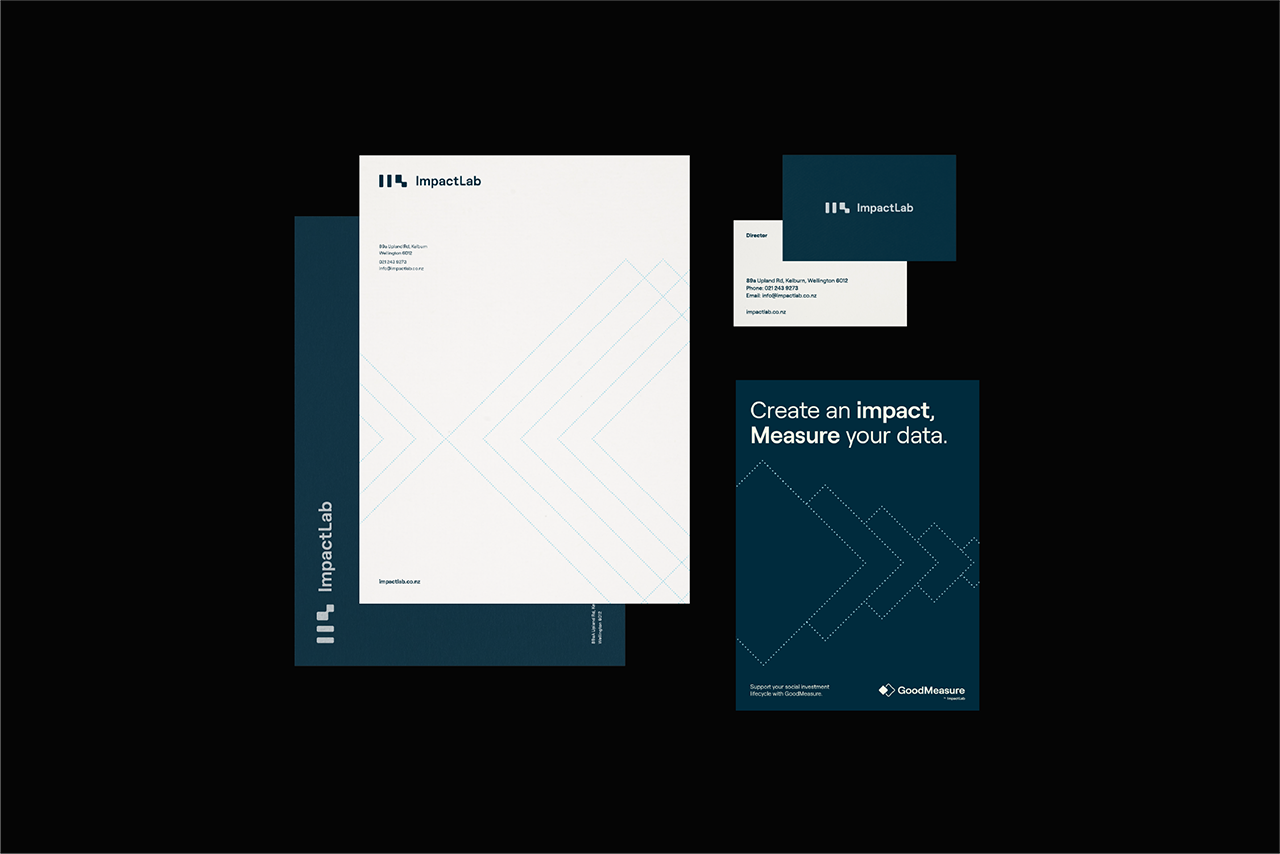 ImpactLab
89a Upland Rd, Kelburn
Wellington 6012
021 243 9273
info@impactlab.co.nz
impactlab.co.nz
ImpactLab
89a Upland Rd, Ke
Wellington 6012
ImpactLab
Director
89a Upland Rd, Kelburn, Wellington 6012
Phone: 021 243 9273
Email: info@impactlab.co.nz
impactlab.co.nz
Create an impact,
Measure your data.
Support your social investment
lifecycle with GoodMeasure.
GoodMeasure
ImpactLab